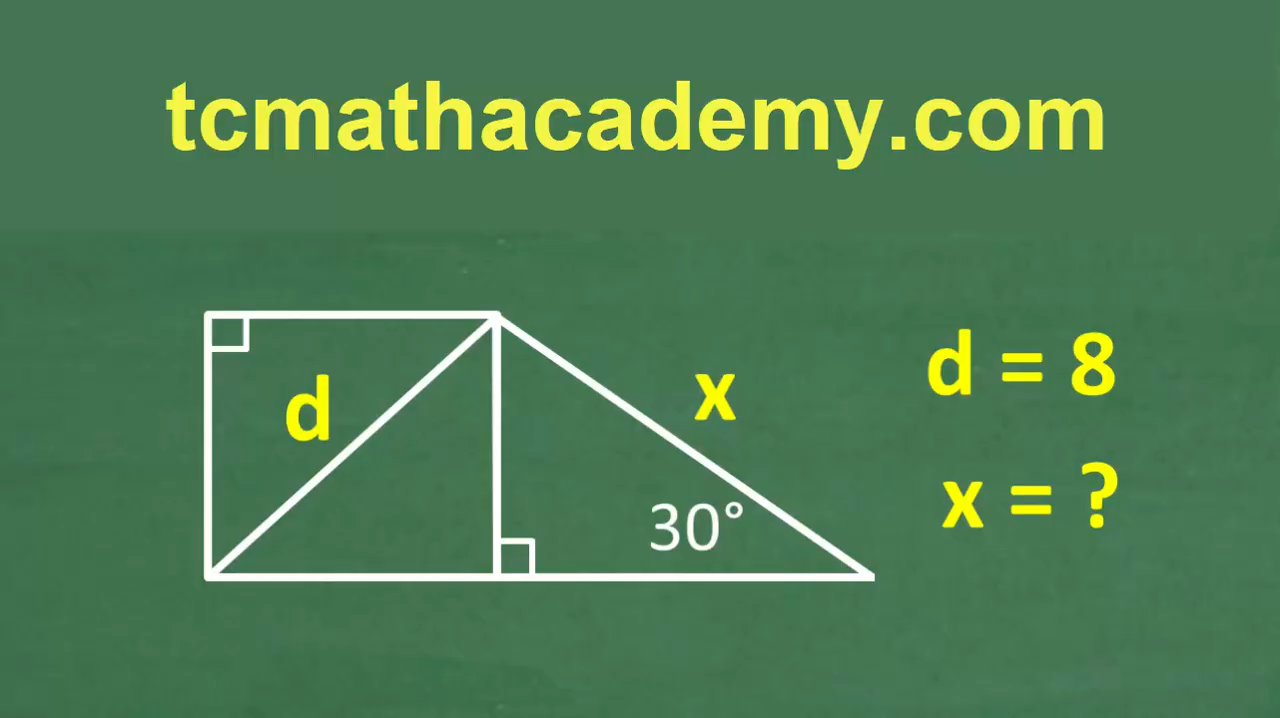 tcmathacademy.com
d
x
30°
d = 8
x = ?